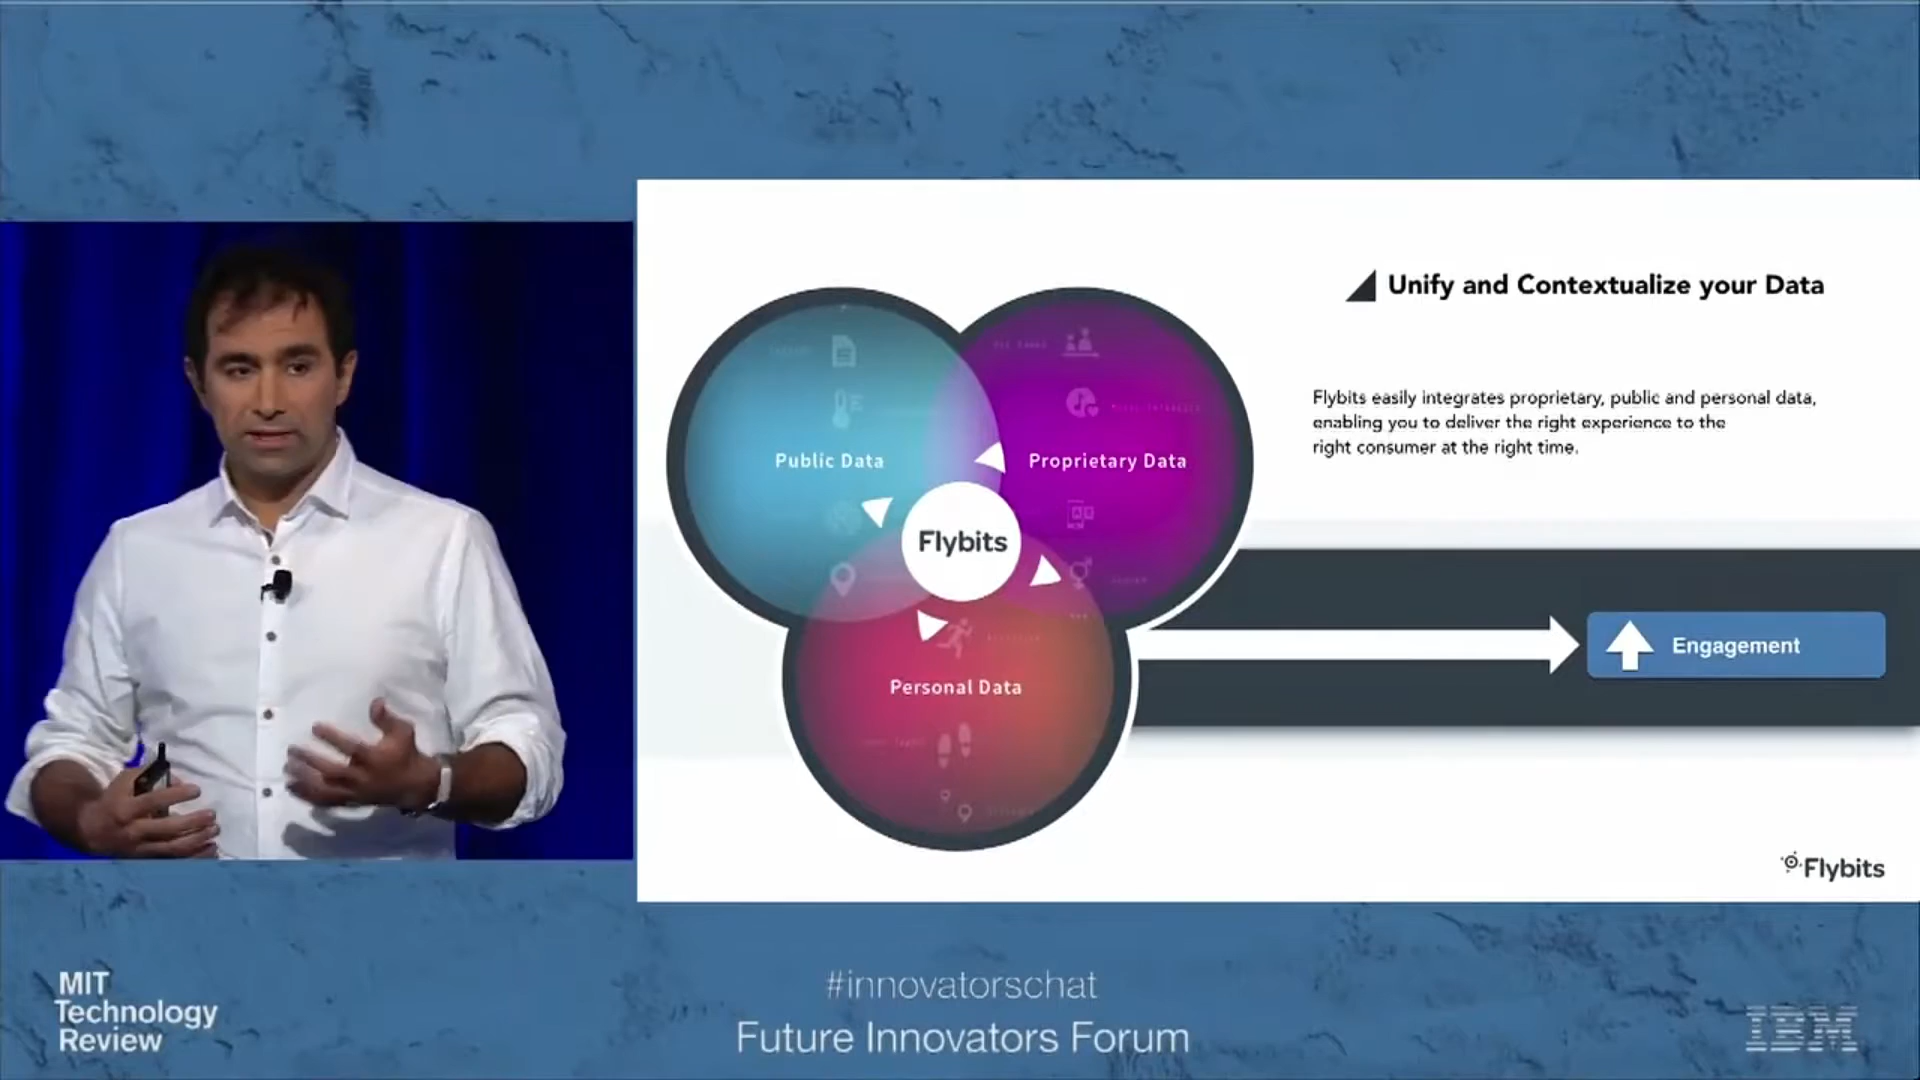 Unify and Contextualize your Data
Flybits easily integrates proprietary, public and personal data,
enabling you to deliver the right experience to the
right consumer at the right time.
Public Data
Proprietary Data
Flybits
Personal Data
Engagement
Flybits
MIT
Technology
Review
#innovatorschat
Future Innovators Forum
IBM